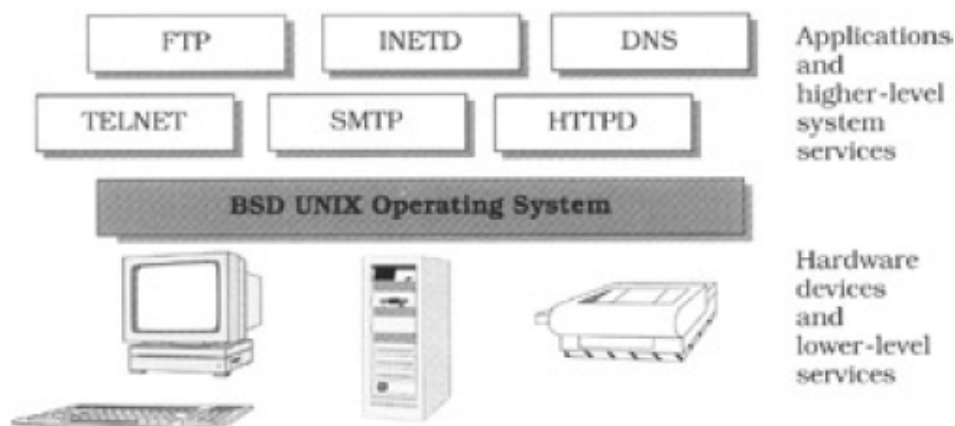 FTP
INETD
DNS
TELNET
SMTP
HTTPD
Applications
and
higher-level
system
services
BSD UNIX Operating System
Hardware
devices
and
lower-level
services